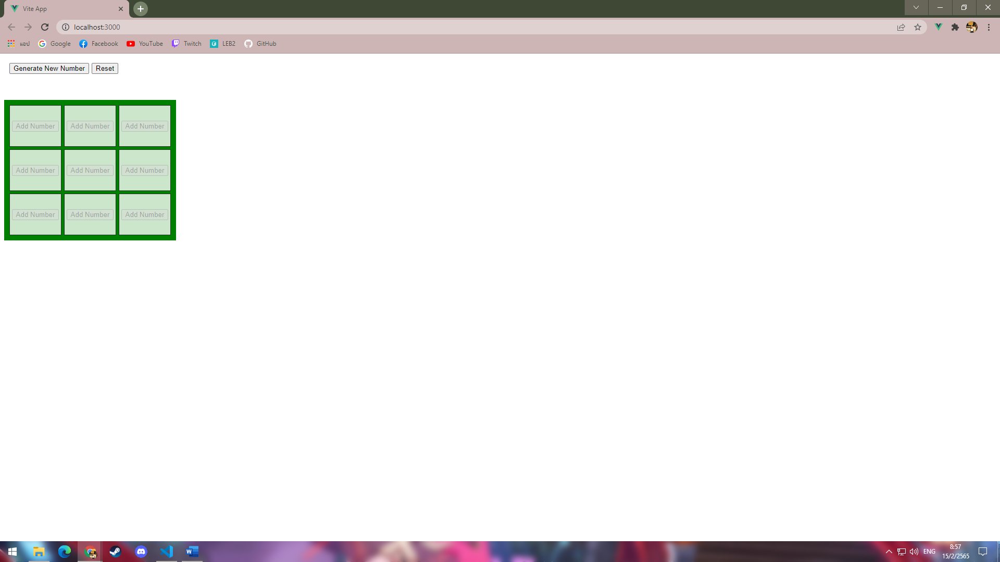 Vite App
localhost:3000
แอป Google Facebook YouTube Twitch LEB2 GitHub
Generate New Number Reset
Add Number Add Number Add Number
Add Number Add Number Add Number
Add Number Add Number Add Number
ENG
8:57
15/2/2565